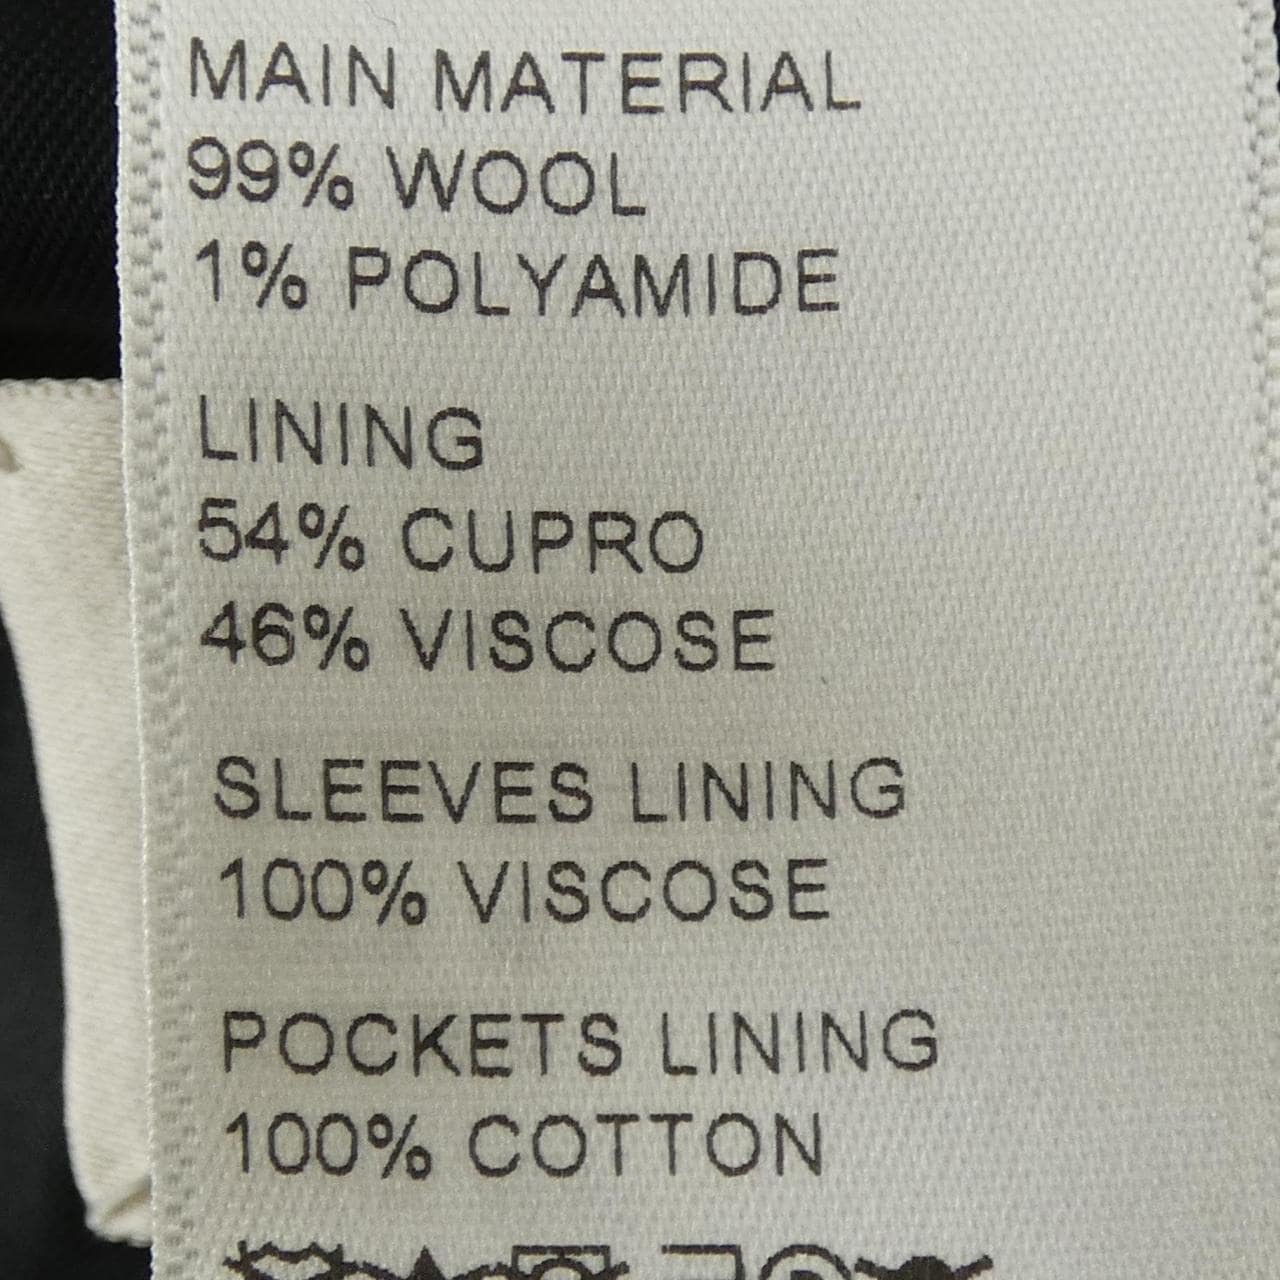 MAIN MATERIAL
99% WOOL
1% POLYAMIDE
LINING
54% CUPRO
46% VISCOSE
SLEEVES LINING
100% VISCOSE
POCKETS LINING
100% COTTON